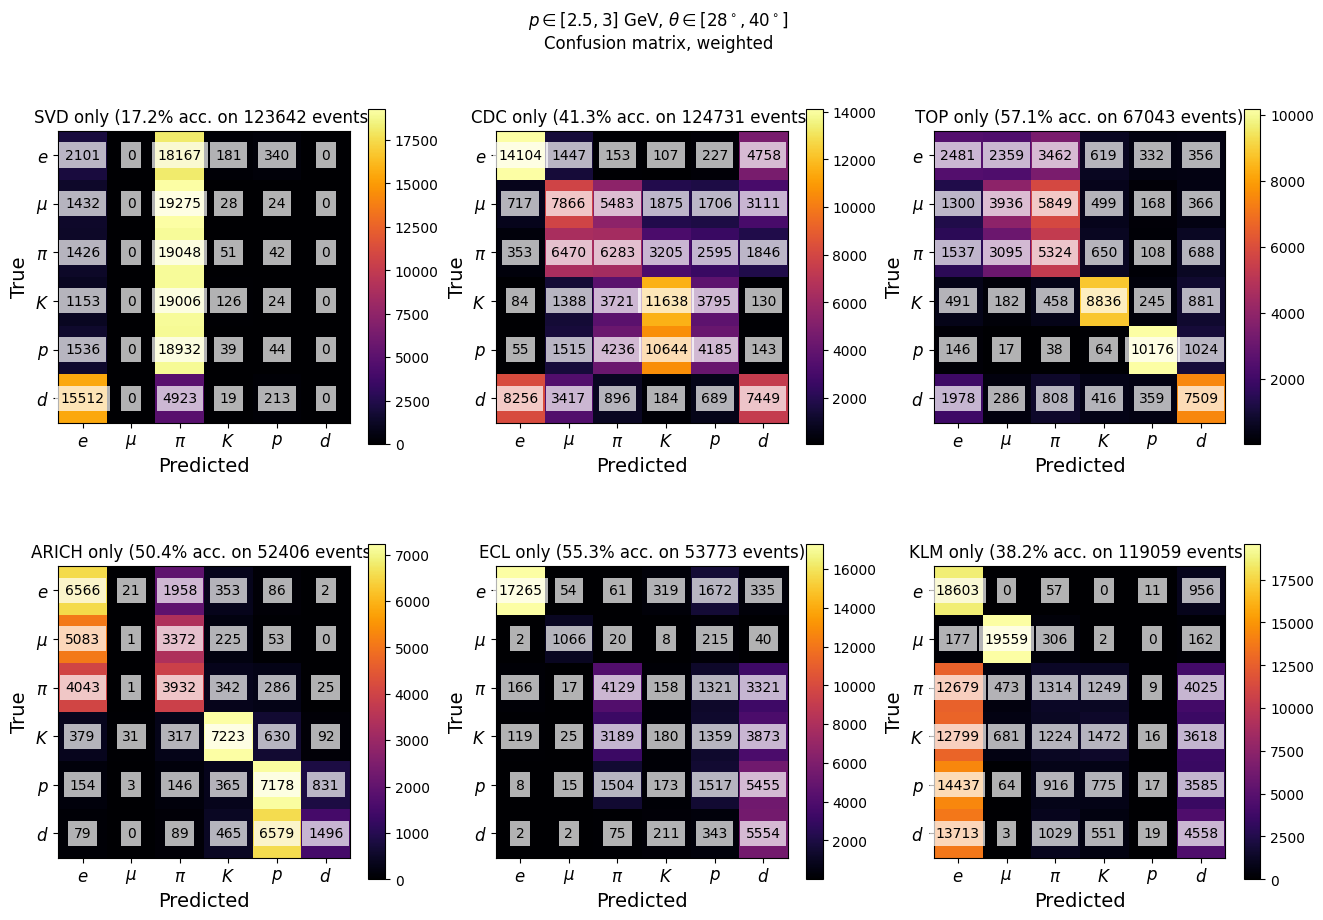 p ∈ [2.5, 3] GeV, θ ∈ [28°, 40°]
Confusion matrix, weighted
SVD only (17.2% acc. on 123642 events
True
e 2101 0 18167 181 340 0
μ 1432 0 19275 28 24 0
π 1426 0 19048 51 42 0
K 1153 0 19006 126 24 0
p 1536 0 18932 39 44 0
d 15512 0 4923 19 213 0
e μ π K p d
Predicted
17500
15000
12500
10000
7500
5000
2500
0
CDC only (41.3% acc. on 124731 events
True
e 14104 1447 153 107 227 4758
μ 717 7866 5483 1875 1706 3111
π 353 6470 6283 3205 2595 1846
K 84 1388 3721 11638 3795 130
p 55 1515 4236 10644 4185 143
d 8256 3417 896 184 689 7449
e μ π K p d
Predicted
14000
12000
10000
8000
6000
4000
2000
TOP only (57.1% acc. on 67043 events)
True
e 2481 2359 3462 619 332 356
μ 1300 3936 5849 499 168 366
π 1537 3095 5324 650 108 688
K 491 182 458 8836 245 881
p 146 17 38 64 10176 1024
d 1978 286 808 416 359 7509
e μ π K p d
Predicted
10000
8000
6000
4000
2000
ARICH only (50.4% acc. on 52406 events
True
e 6566 21 1958 353 86 2
μ 5083 1 3372 225 53 0
π 4043 1 3932 342 286 25
K 379 31 317 7223 630 92
p 154 3 146 365 7178 831
d 79 0 89 465 6579 1496
e μ π K p d
Predicted
7000
6000
5000
4000
3000
2000
1000
0
ECL only (55.3% acc. on 53773 events)
True
e 17265 54 61 319 1672 335
μ 2 1066 20 8 215 40
π 166 17 4129 158 1321 3321
K 119 25 3189 180 1359 3873
p 8 15 1504 173 1517 5455
d 2 2 75 211 343 5554
e μ π K p d
Predicted
16000
14000
12000
10000
8000
6000
4000
2000
KLM only (38.2% acc. on 119059 events
True
e 18603 0 57 0 11 956
μ 177 19559 306 2 0 162
π 12679 473 1314 1249 9 4025
K 12799 681 1224 1472 16 3618
p 14437 64 916 775 17 3585
d 13713 3 1029 551 19 4558
e μ π K p d
Predicted
17500
15000
12500
10000
7500
5000
2500
0